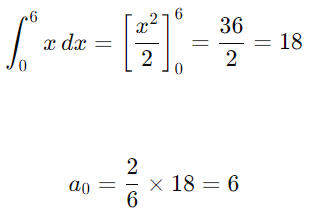 ∫₀⁶ x dx = [x²/2]₀⁶ = 36/2 = 18
a₀ = 2/6 × 18 = 6